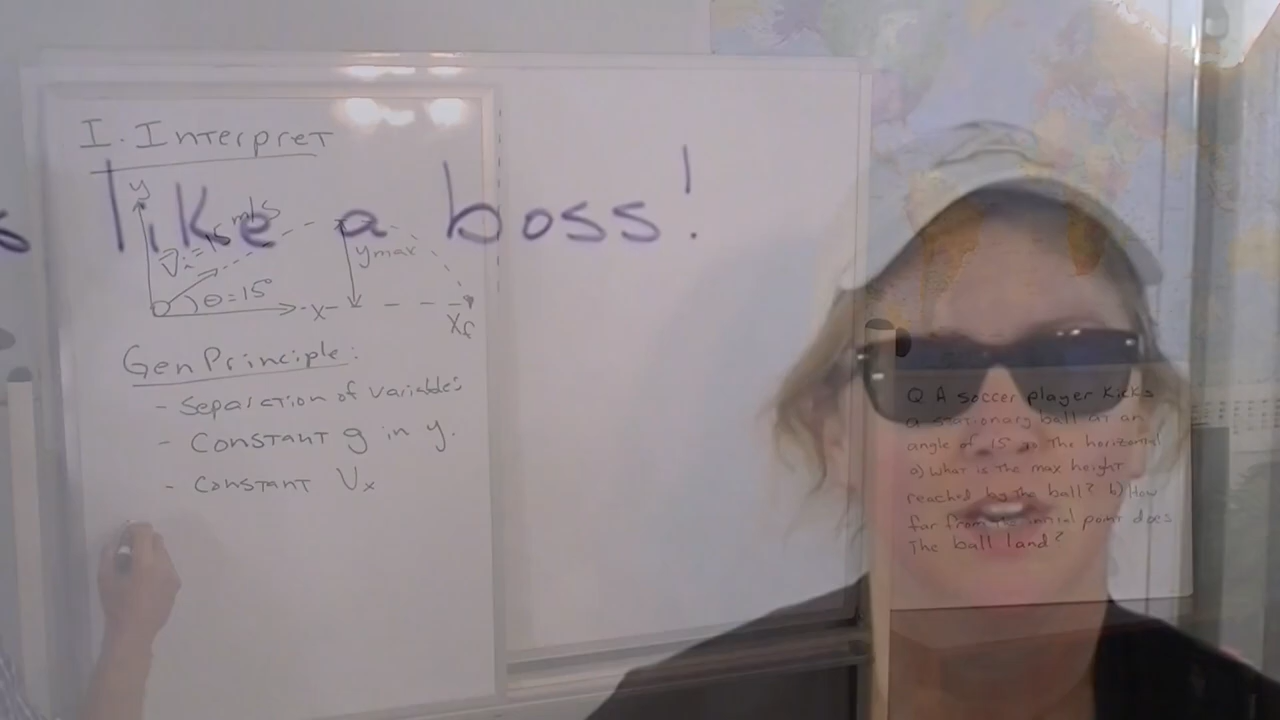 I. Interpret
like a boss!
y
V⃗i = 15 m/s
ymax
θ=15°
x
Xf
Gen Principle:
- Separation of variables
- Constant g in y.
- Constant Vx
Q A soccer player kicks
a stationary ball at an
angle of 15 to the horizontal
a) What is the max height
reached by the ball? b) How
far from its initial point does
the ball land?